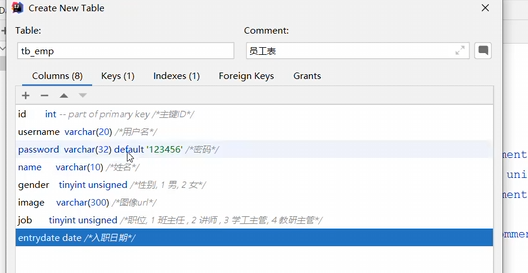 Create New Table
Table:
Comment:
tb_emp
员工表
Columns (8)
Keys (1)
Indexes (1)
Foreign Keys
Grants
id int -- part of primary key /*主键ID*/
username varchar(20) /*用户名*/
password varchar(32) default '123456' /*密码*/
name varchar(10) /*姓名*/
gender tinyint unsigned /*性别, 1 男, 2 女*/
image varchar(300) /*图像url*/
job tinyint unsigned /*职位, 1 班主任 , 2 讲师 , 3 学工主管, 4 教研主管*/
entrydate date /*入职日期*/